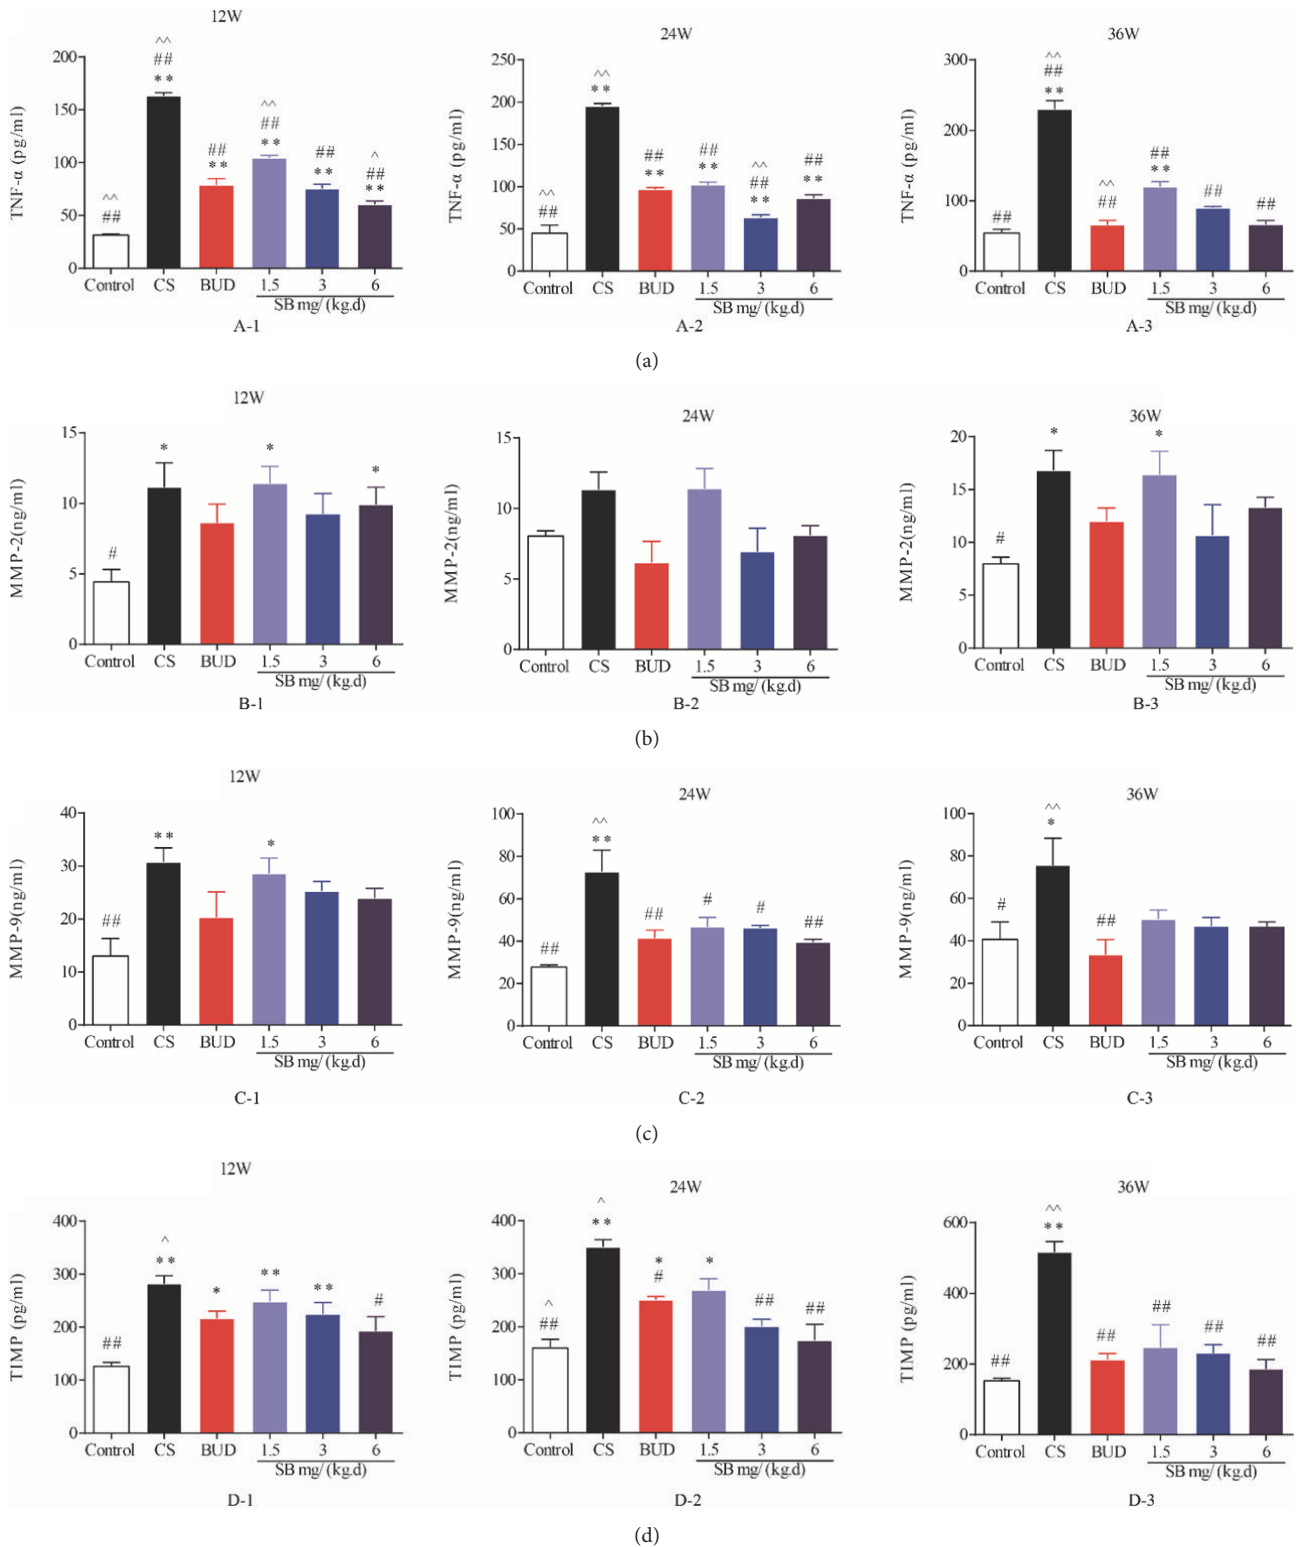 12W
24W
36W
TNF-α (pg/ml)
200
150
100
50
0
^^
##
^^
##
**
##
**
^^
##
**
##
**
^
##
**
Control CS BUD 1.5 3 6
SB mg/(kg.d)
A-1
TNF-α (pg/ml)
250
200
150
100
50
0
^^
##
^^
**
##
**
##
**
^^
##
**
##
**
Control CS BUD 1.5 3 6
SB mg/(kg.d)
A-2
TNF-α (pg/ml)
300
200
100
0
##
^^
##
**
^^
##
##
**
##
##
Control CS BUD 1.5 3 6
SB mg/(kg.d)
A-3
(a)
12W
24W
36W
MMP-2(ng/ml)
15
10
5
0
#
*
*
*
Control CS BUD 1.5 3 6
SB mg/(kg.d)
B-1
MMP-2(ng/ml)
15
10
5
0
Control CS BUD 1.5 3 6
SB mg/(kg.d)
B-2
MMP-2(ng/ml)
20
15
10
5
0
#
*
*
Control CS BUD 1.5 3 6
SB mg/(kg.d)
B-3
(b)
12W
24W
36W
MMP-9(ng/ml)
40
30
20
10
0
##
**
*
Control CS BUD 1.5 3 6
SB mg/(kg.d)
C-1
MMP-9(ng/ml)
100
80
60
40
20
0
##
^^
**
##
#
#
##
Control CS BUD 1.5 3 6
SB mg/(kg.d)
C-2
MMP-9(ng/ml)
100
80
60
40
20
0
#
^^
*
##
Control CS BUD 1.5 3 6
SB mg/(kg.d)
C-3
(c)
12W
24W
36W
TIMP (pg/ml)
400
300
200
100
0
##
^
**
*
**
**
#
Control CS BUD 1.5 3 6
SB mg/(kg.d)
D-1
TIMP (pg/ml)
400
300
200
100
0
^
##
^
**
*
#
*
##
##
Control CS BUD 1.5 3 6
SB mg/(kg.d)
D-2
TIMP (pg/ml)
600
400
200
0
##
^^
**
##
##
##
##
Control CS BUD 1.5 3 6
SB mg/(kg.d)
D-3
(d)